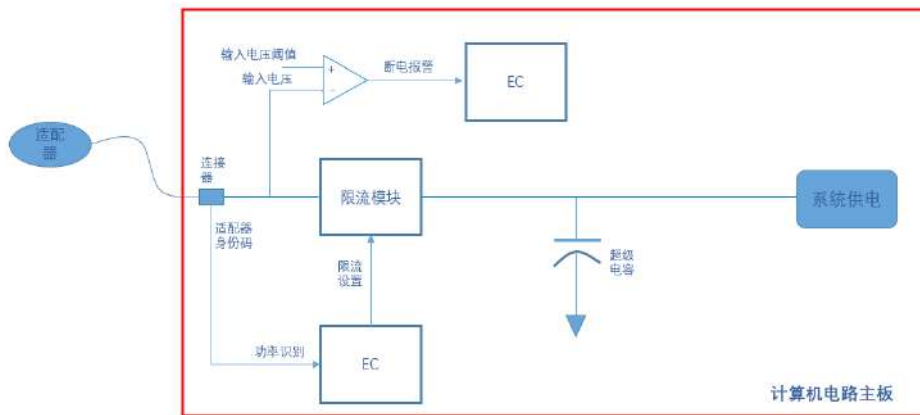 输入电压阈值
输入电压
+
-
断电报警
EC
适配
器
连接
器
限流模块
系统供电
适配器
身份码
限流
设置
超级
电容
功率识别
EC
计算机电路主板